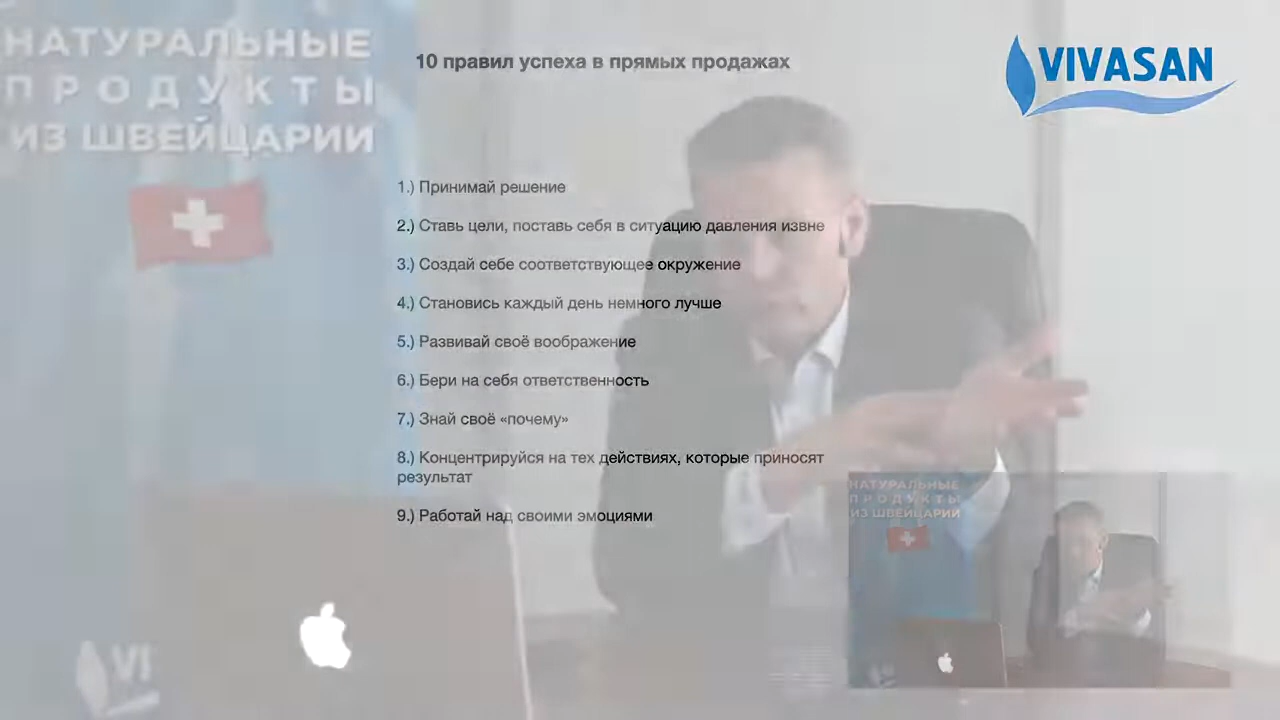 НАТУРАЛЬНЫЕ
ПРОДУКТЫ
ИЗ ШВЕЙЦАРИИ
10 правил успеха в прямых продажах
VIVASAN
1.) Принимай решение
2.) Ставь цели, поставь себя в ситуацию давления извне
3.) Создай себе соответствующее окружение
4.) Становись каждый день немного лучше
5.) Развивай своё воображение
6.) Бери на себя ответственность
7.) Знай своё «почему»
8.) Концентрируйся на тех действиях, которые приносят
результат
9.) Работай над своими эмоциями
НАТУРАЛЬНЫЕ
ПРОДУКТЫ
ИЗ ШВЕЙЦАРИИ
VI